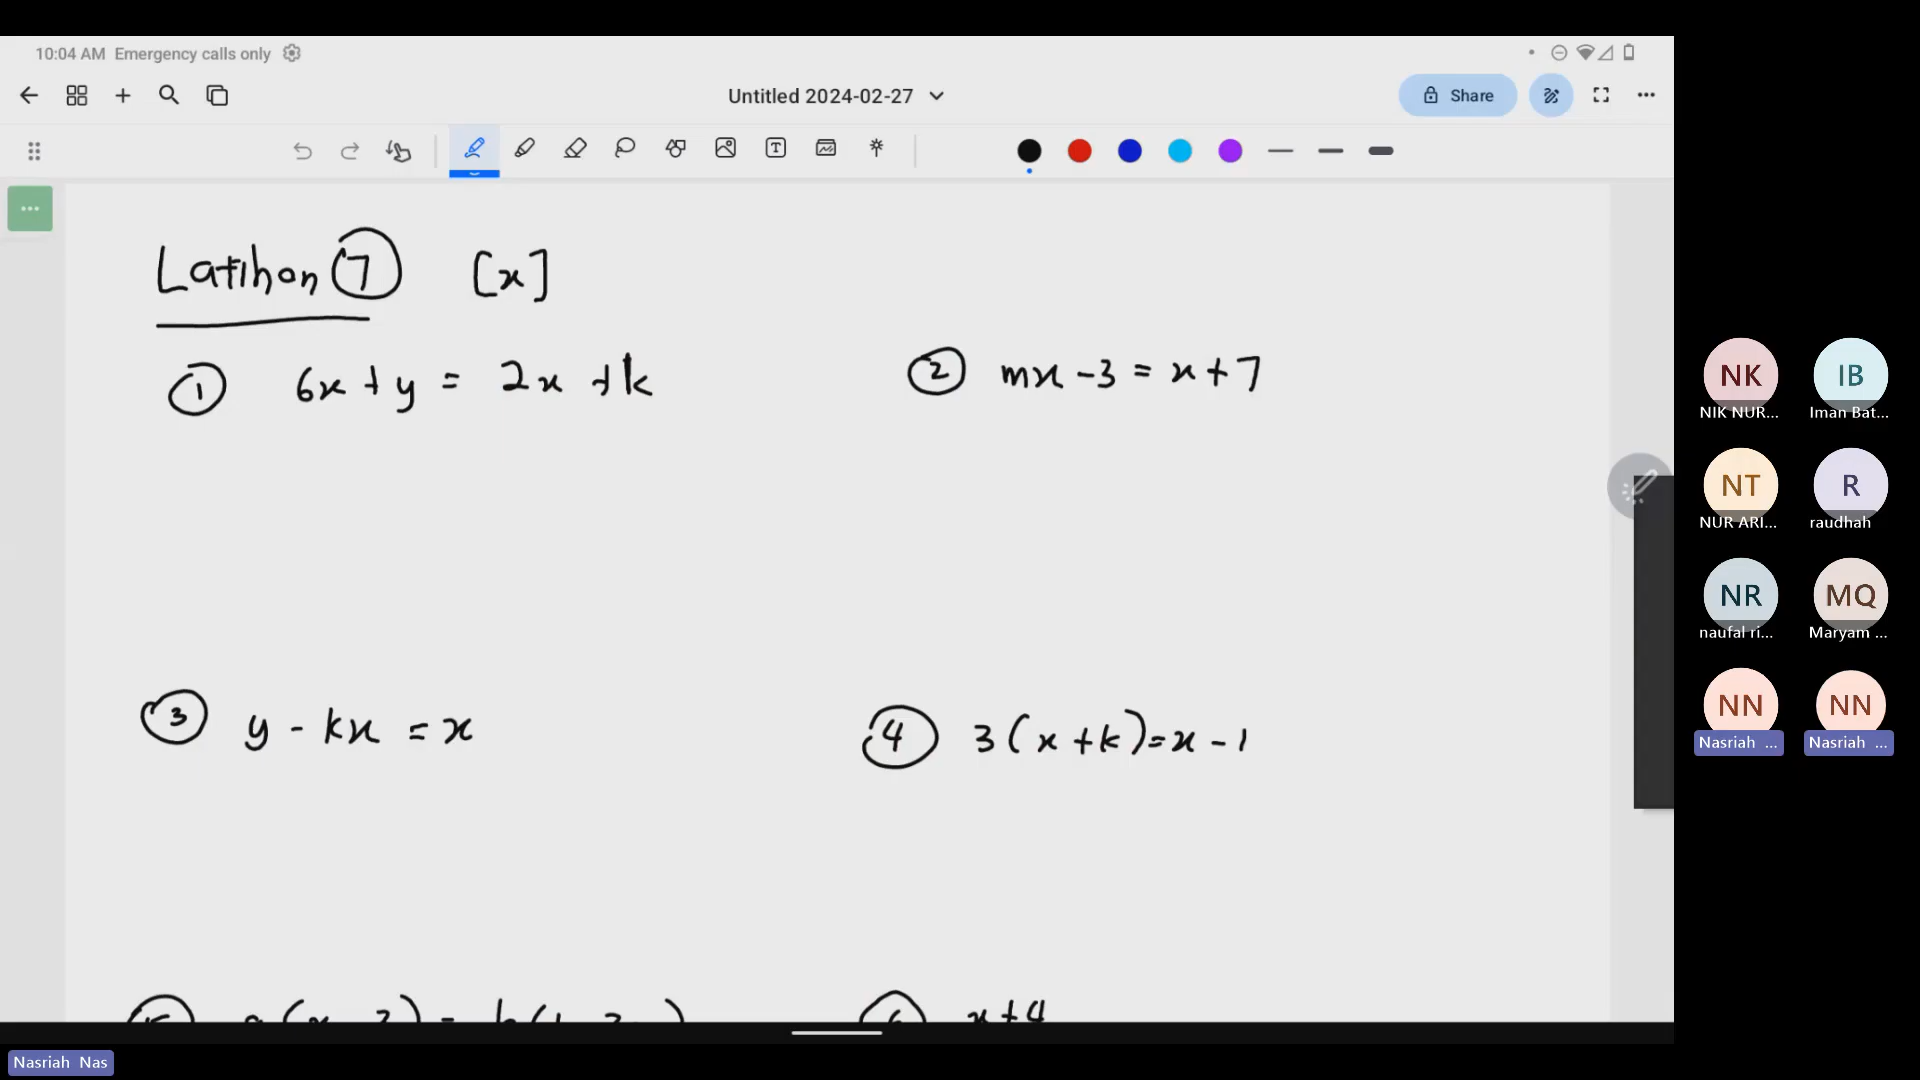 10:04 AM Emergency calls only
Untitled 2024-02-27
Share
Latihan 7 [x]
1 6x + y = 2x + k
2 mx - 3 = x + 7
3 y - kx = x
4 3(x + k) = x - 1
x + 4
NK
NIK NUR...
IB
Iman Bat...
NT
NUR ARI...
R
raudhah
NR
naufal ri...
MQ
Maryam ...
NN
Nasriah ...
NN
Nasriah ...
Nasriah Nas